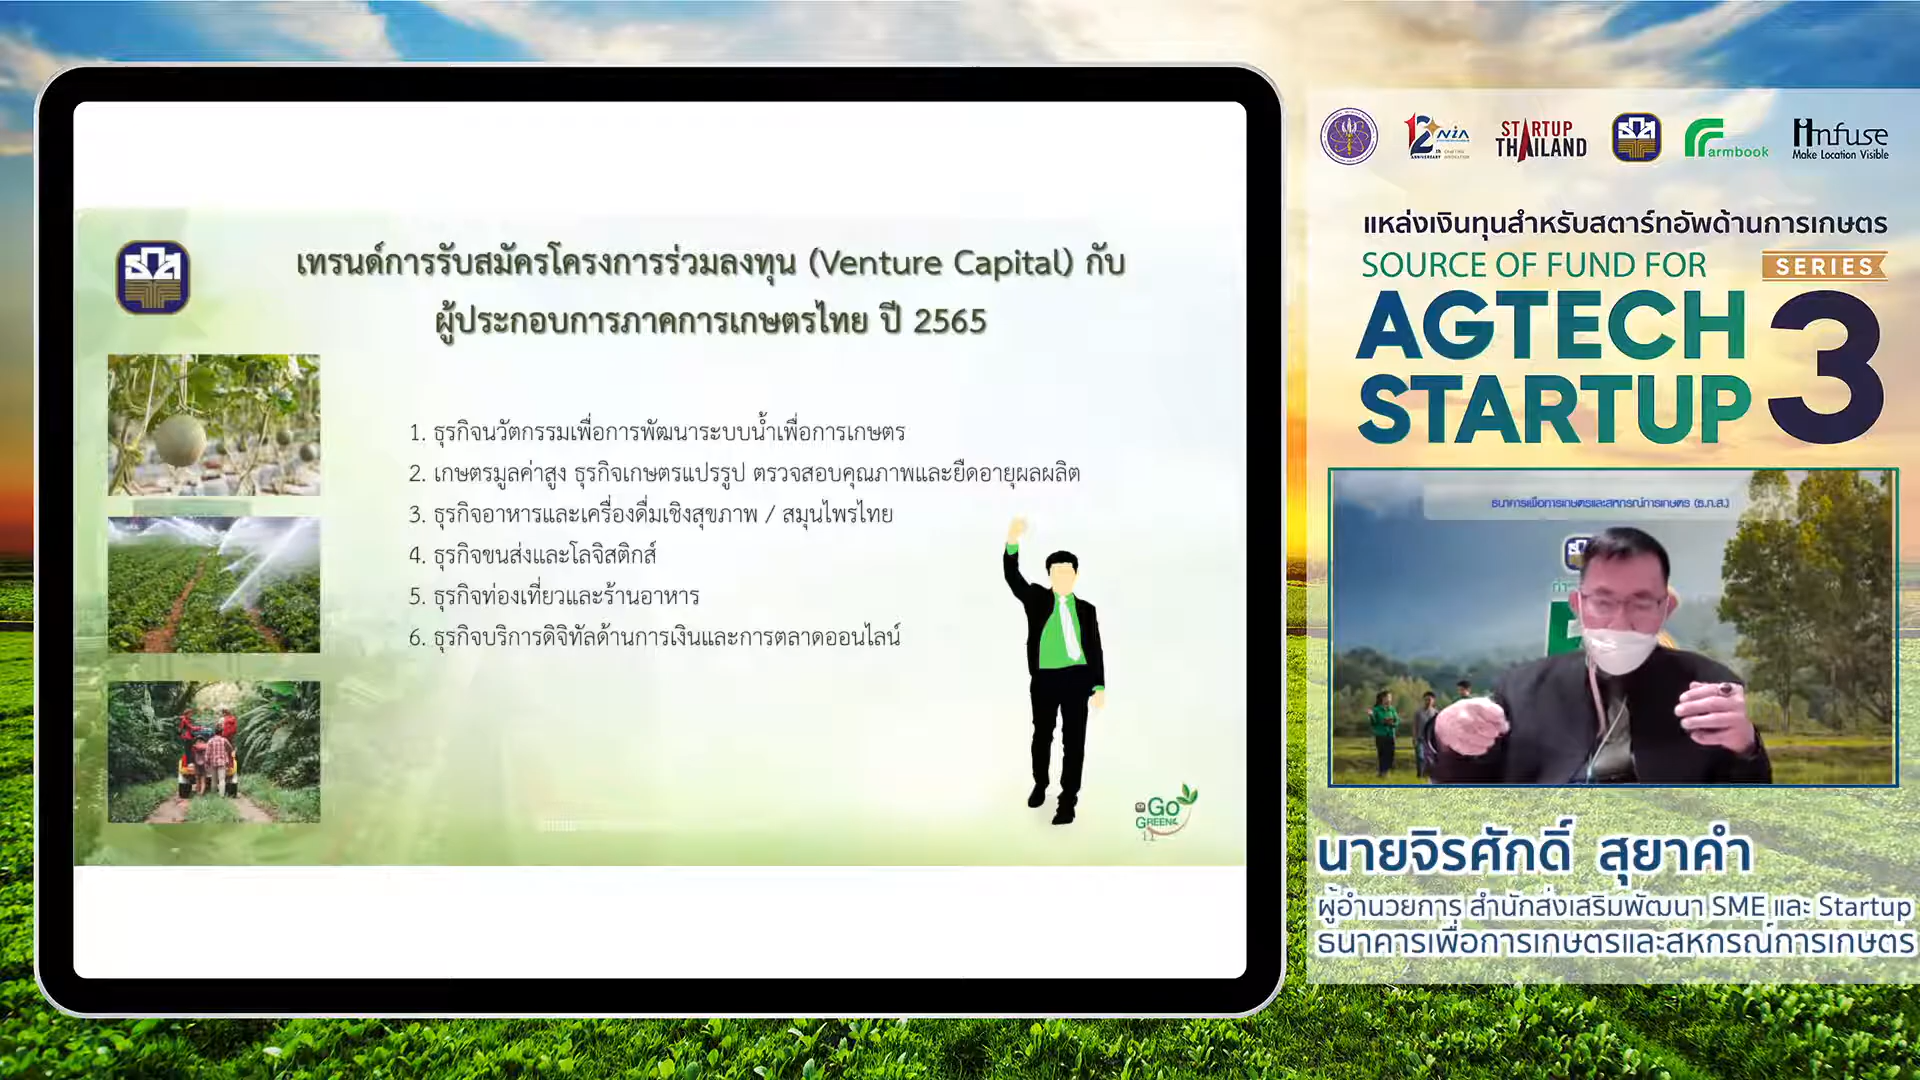 เทรนด์การรับสมัครโครงการร่วมลงทุน (Venture Capital) กับ
ผู้ประกอบการภาคการเกษตรไทย ปี 2565
1. ธุรกิจนวัตกรรมเพื่อการพัฒนาระบบน้ำเพื่อการเกษตร
2. เกษตรมูลค่าสูง ธุรกิจเกษตรแปรรูป ตรวจสอบคุณภาพและยืดอายุผลผลิต
3. ธุรกิจอาหารและเครื่องดื่มเชิงสุขภาพ / สมุนไพรไทย
4. ธุรกิจขนส่งและโลจิสติกส์
5. ธุรกิจท่องเที่ยวและร้านอาหาร
6. ธุรกิจบริการดิจิทัลด้านการเงินและการตลาดออนไลน์
Go
GREEN
11
12 NIA
th
ANNIVERSARY
STARTUP
THAILAND
Farmbook
iinfuse
Make Location Visible
แหล่งเงินทุนสำหรับสตาร์ทอัพด้านการเกษตร
SOURCE OF FUND FOR
SERIES
AGTECH
STARTUP
3
ธนาคารเพื่อการเกษตรและสหกรณ์การเกษตร (ธ.ก.ส.)
นายจิรศักดิ์ สุยาคำ
ผู้อำนวยการ สำนักส่งเสริมพัฒนา SME และ Startup
ธนาคารเพื่อการเกษตรและสหกรณ์การเกษตร